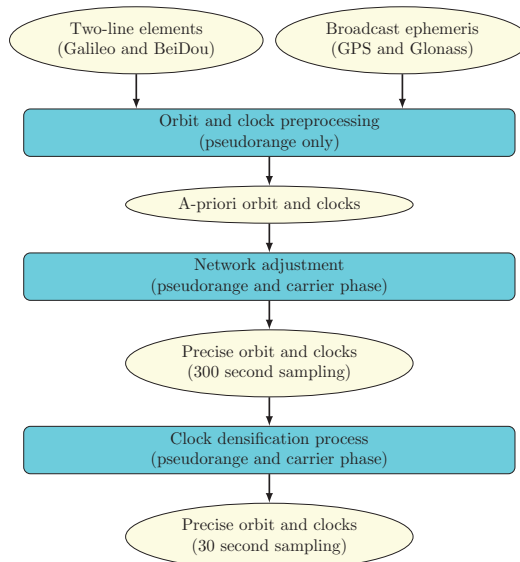 Two-line elements
(Galileo and BeiDou)
Broadcast ephemeris
(GPS and Glonass)
Orbit and clock preprocessing
(pseudorange only)
A-priori orbit and clocks
Network adjustment
(pseudorange and carrier phase)
Precise orbit and clocks
(300 second sampling)
Clock densification process
(pseudorange and carrier phase)
Precise orbit and clocks
(30 second sampling)